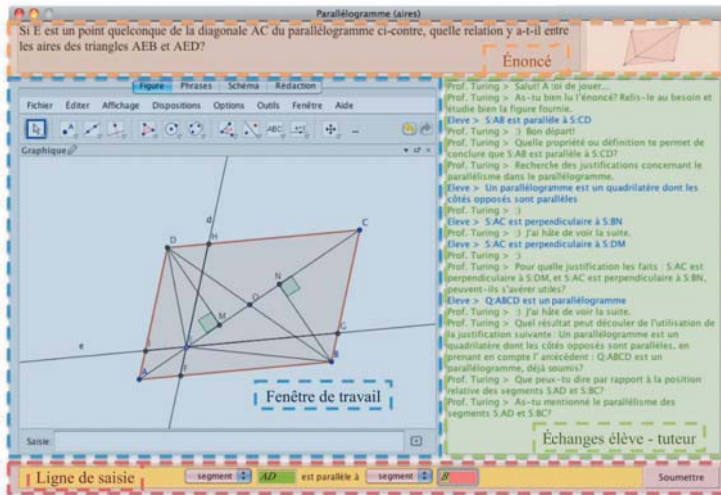 Parallélogramme (aires)
Si E est un point quelconque de la diagonale AC du parallélogramme ci-contre, quelle relation y a-t-il entre
les aires des triangles AEB et AED?
Énoncé
Figure Phrases Schéma Rédaction
Fichier Éditer Affichage Dispositions Options Outils Fenêtre Aide
ABC
Graphique
d
H
C
D
N
O
M
G
e
I
B
A
F
Fenêtre de travail
Saisie:
Prof. Turing > Salut! A toi de jouer...
Prof. Turing > As-tu bien lu l'énoncé? Relis-le au besoin et
étudie bien la figure fournie.
Eleve > S:AB est parallèle à S:CD
Prof. Turing > :) Bon départ!
Prof. Turing > Quelle propriété ou définition te permet de
conclure que S:AB est parallèle à S:CD?
Prof. Turing > Recherche des justifications concernant le
parallélisme dans le parallélogramme.
Eleve > Un parallélogramme est un quadrilatère dont les
côtés opposés sont parallèles
Prof. Turing > :)
Eleve > S:AC est perpendiculaire à S:BN
Prof. Turing > :) J'ai hâte de voir la suite.
Eleve > S:AC est perpendiculaire à S:DM
Prof. Turing > :)
Prof. Turing > Pour quelle justification les faits : S:AC est
perpendiculaire à S:DM, et S:AC est perpendiculaire à S:BN,
peuvent-ils s'avérer utiles?
Eleve > Q:ABCD est un parallélogramme
Prof. Turing > :) J'ai hâte de voir la suite.
Prof. Turing > Quel résultat peut découler de l'utilisation de
la justification suivante : Un parallélogramme est un
quadrilatère dont les côtés opposés sont parallèles, en
prenant en compte l' antécédent : Q:ABCD est un
parallélogramme, déjà soumis?
Prof. Turing > Que peux-tu dire par rapport à la position
relative des segments S:AD et S:BC?
Prof. Turing > As-tu mentionné le parallélisme des
segments S:AD et S:BC?
Échanges élève - tuteur
Ligne de saisie
segment AD est parallèle à segment B
Soumettre